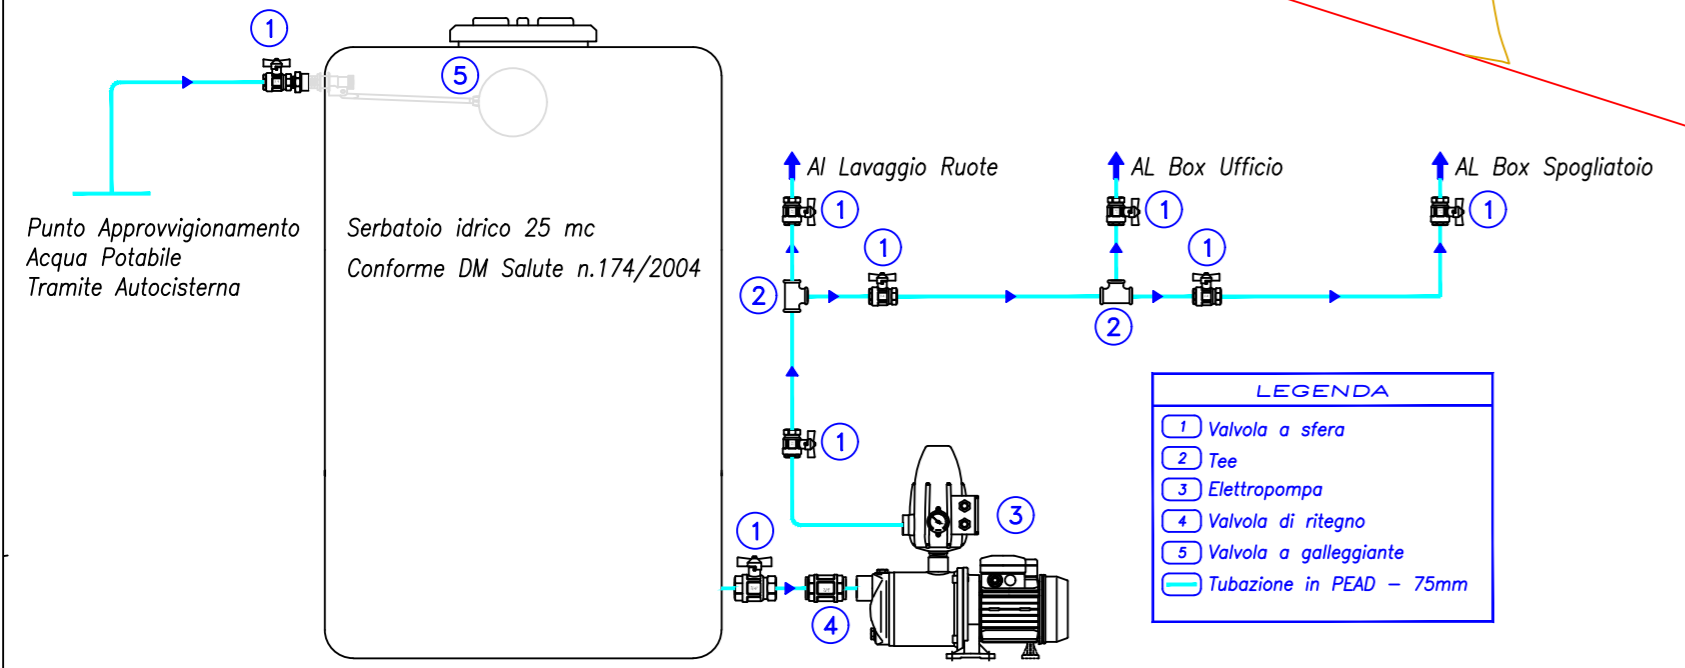 1
5
Punto Approvvigionamento
Acqua Potabile
Tramite Autocisterna
Serbatoio idrico 25 mc
Conforme DM Salute n.174/2004
Al Lavaggio Ruote
AL Box Ufficio
AL Box Spogliatoio
1
1
1
1
1
2
2
1
3
1
4
LEGENDA
1 Valvola a sfera
2 Tee
3 Elettropompa
4 Valvola di ritegno
5 Valvola a galleggiante
Tubazione in PEAD - 75mm